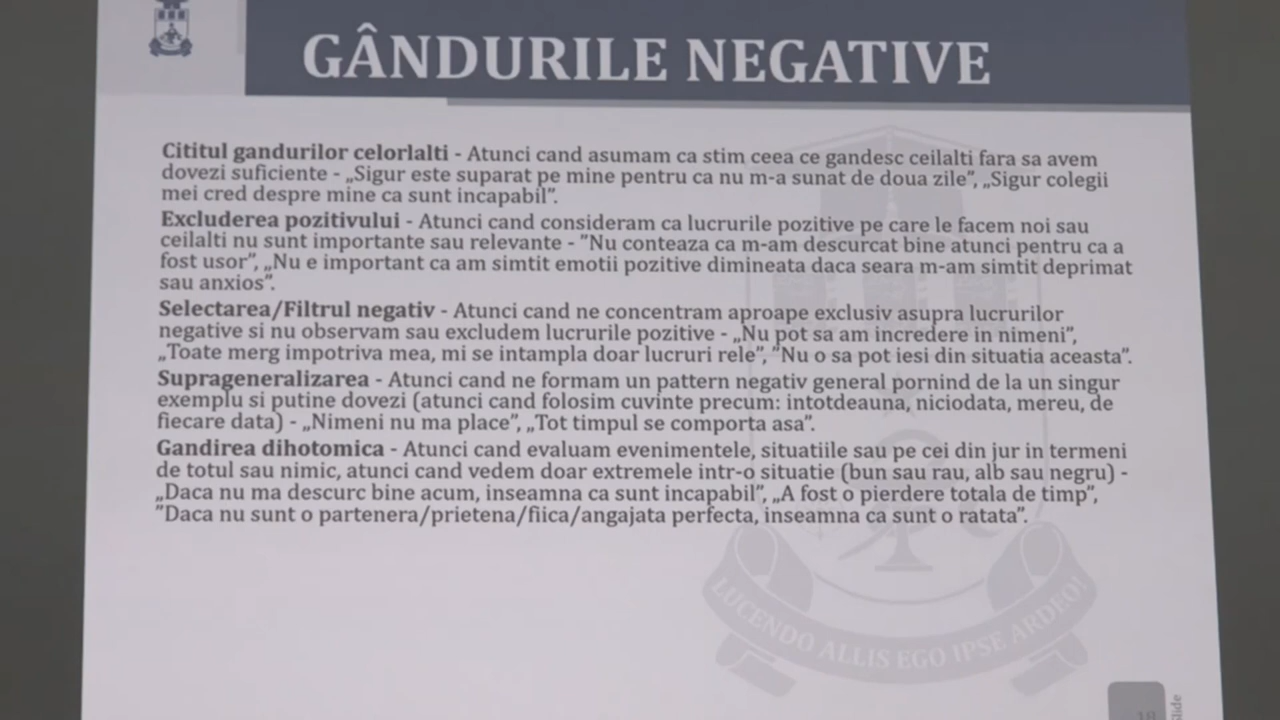 GÂNDURILE NEGATIVE
Cititul gandurilor celorlalti - Atunci cand asumam ca stim ceea ce gandesc ceilalti fara sa avem
dovezi suficiente - „Sigur este suparat pe mine pentru ca nu m-a sunat de doua zile”, „Sigur colegii
mei cred despre mine ca sunt incapabil”.
Excluderea pozitivului - Atunci cand consideram ca lucrurile pozitive pe care le facem noi sau
ceilalti nu sunt importante sau relevante - ”Nu conteaza ca m-am descurcat bine atunci pentru ca a
fost usor”, „Nu e important ca am simtit emotii pozitive dimineata daca seara m-am simtit deprimat
sau anxios”.
Selectarea/Filtrul negativ - Atunci cand ne concentram aproape exclusiv asupra lucrurilor
negative si nu observam sau excludem lucrurile pozitive - „Nu pot sa am incredere in nimeni”,
„Toate merg impotriva mea, mi se intampla doar lucruri rele”, ”Nu o sa pot iesi din situatia aceasta”.
Suprageneralizarea - Atunci cand ne formam un pattern negativ general pornind de la un singur
exemplu si putine dovezi (atunci cand folosim cuvinte precum: intotdeauna, niciodata, mereu, de
fiecare data) - „Nimeni nu ma place”, „Tot timpul se comporta asa”.
Gandirea dihotomica - Atunci cand evaluam evenimentele, situatiile sau pe cei din jur in termeni
de totul sau nimic, atunci cand vedem doar extremele intr-o situatie (bun sau rau, alb sau negru) -
„Daca nu ma descurc bine acum, inseamna ca sunt incapabil”, „A fost o pierdere totala de timp”,
”Daca nu sunt o partenera/prietena/fiica/angajata perfecta, inseamna ca sunt o ratata”.
LUCENDO ALLIS EGO IPSE ARDEO!